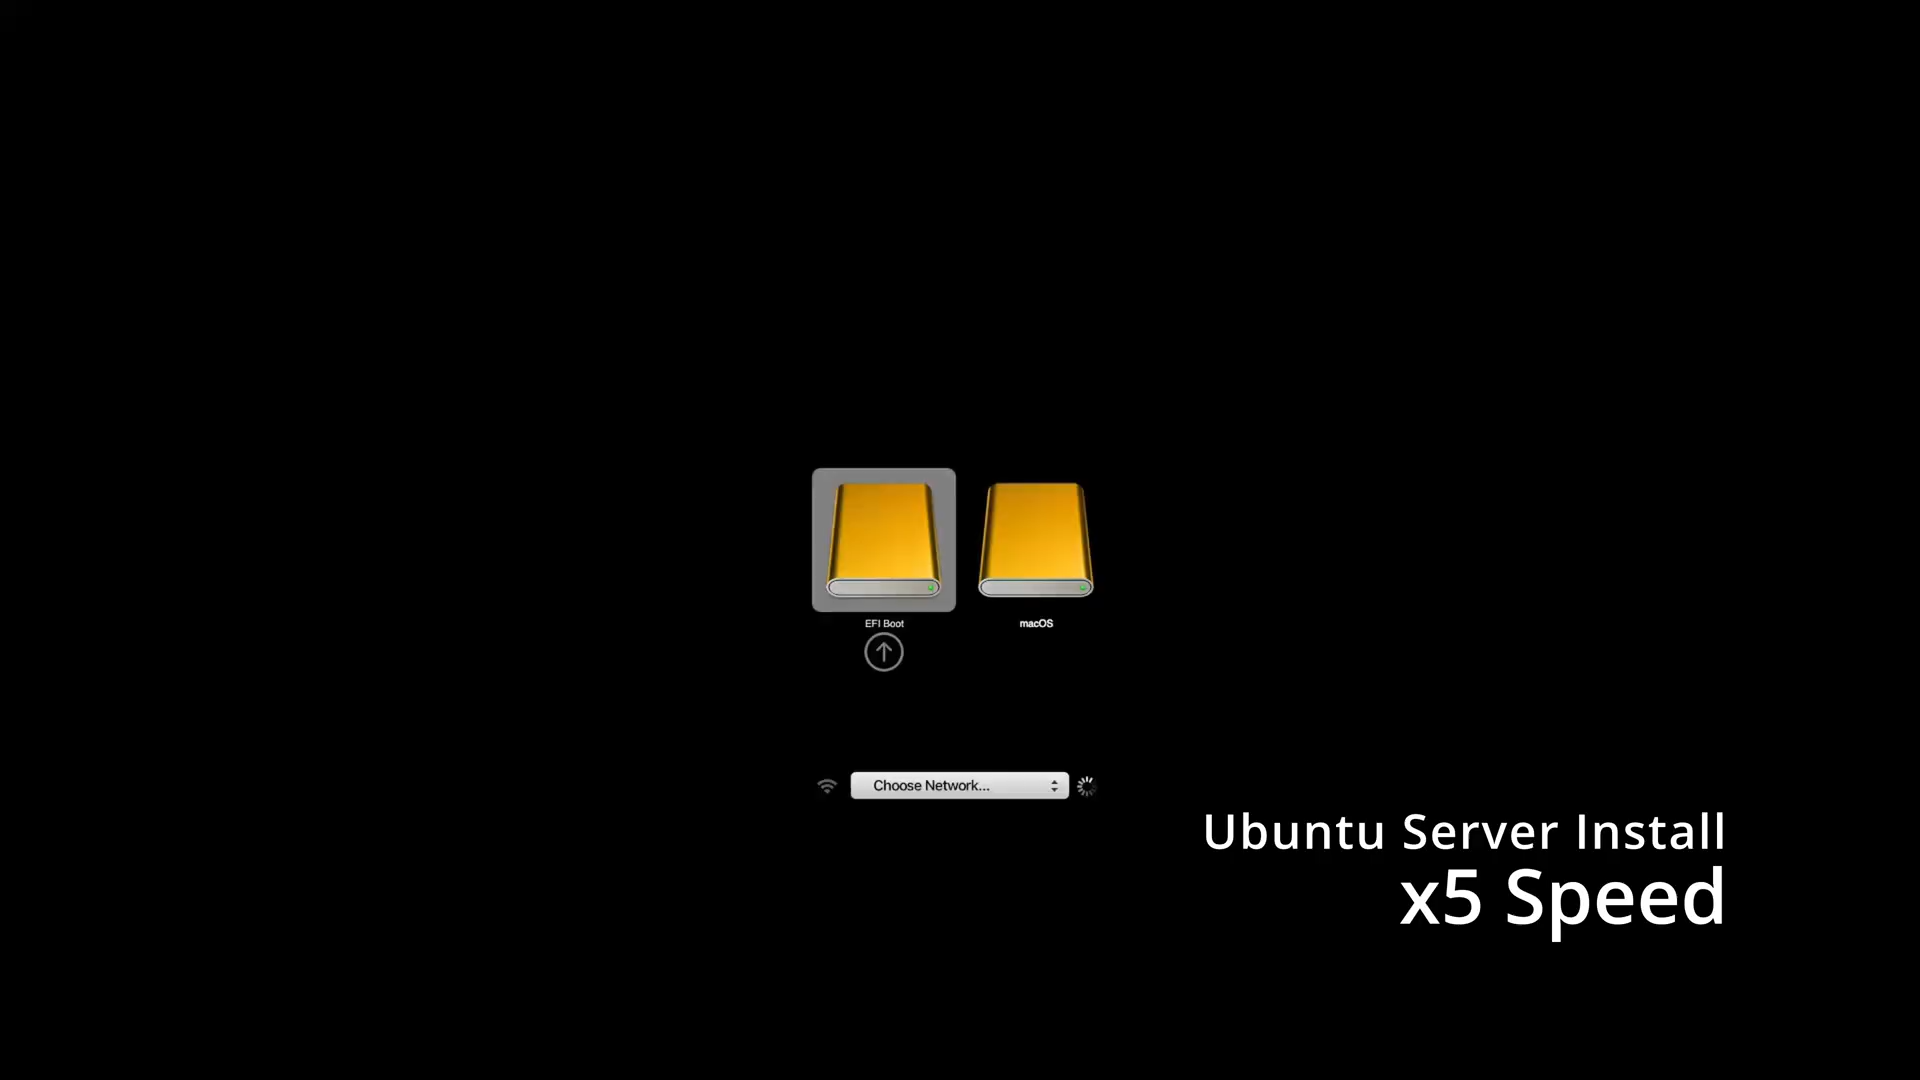 EFI Boot
macOS
Choose Network...
Ubuntu Server Install
x5 Speed